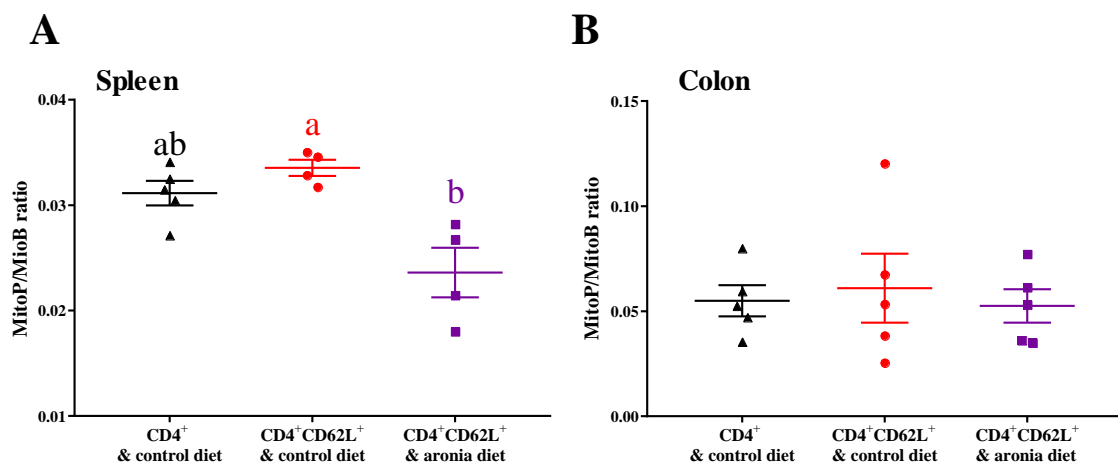 A
Spleen
MitoP/MioB ratio
0.04
0.03
0.02
0.01
ab
a
b
CD4⁺
& control diet
CD4⁺CD62L⁺
& control diet
CD4⁺CD62L⁺
& aronia diet
B
Colon
MitoP/MitoB ratio
0.15
0.10
0.05
0.00
CD4⁺
& control diet
CD4⁺CD62L⁺
& control diet
CD4⁺CD62L⁺
& aronia diet